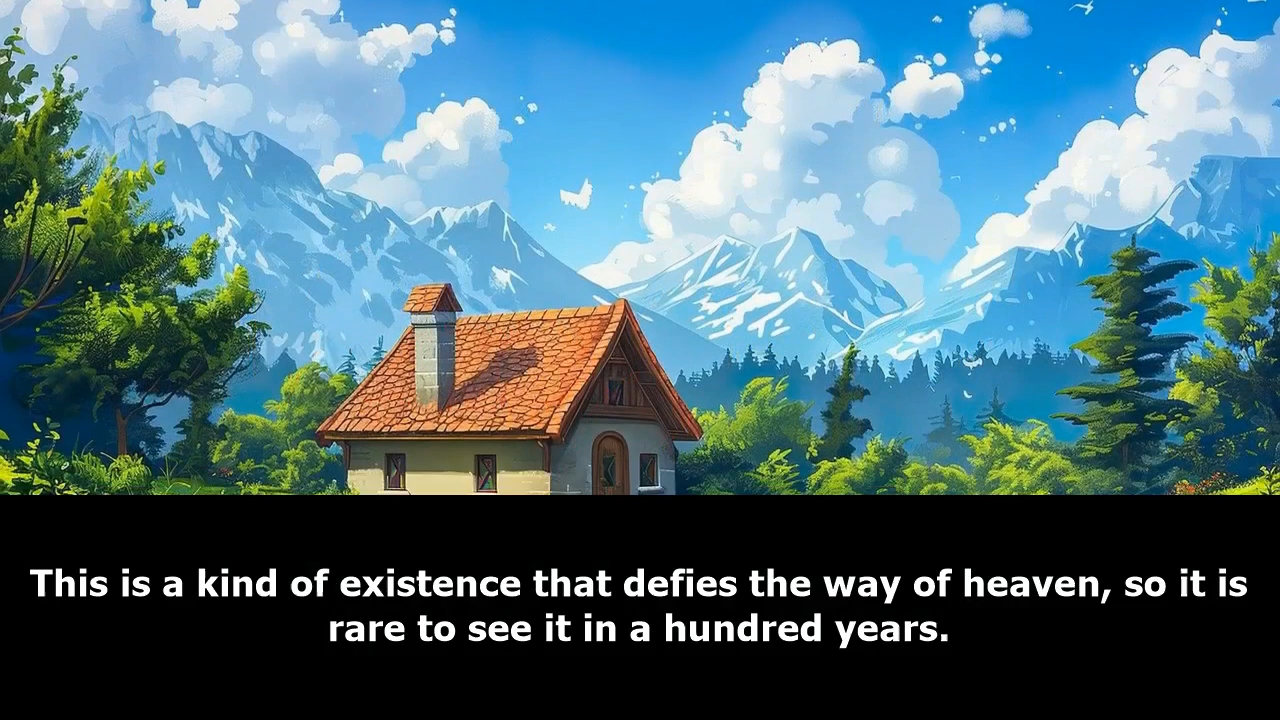 This is a kind of existence that defies the way of heaven, so it is
rare to see it in a hundred years.